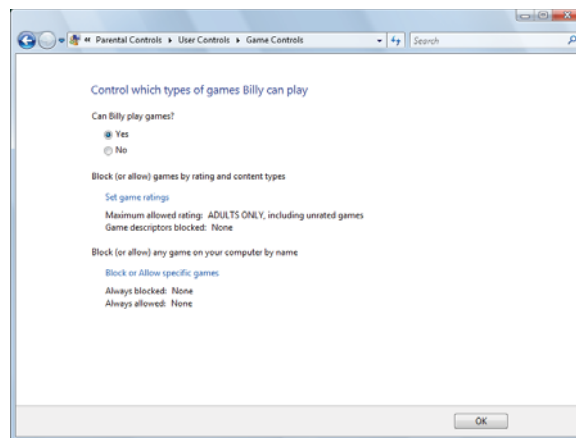 « Parental Controls ▸ User Controls ▸ Game Controls
Search
Control which types of games Billy can play
Can Billy play games?
Yes
No
Block (or allow) games by rating and content types
Set game ratings
Maximum allowed rating: ADULTS ONLY, including unrated games
Game descriptors blocked: None
Block (or allow) any game on your computer by name
Block or Allow specific games
Always blocked: None
Always allowed: None
OK